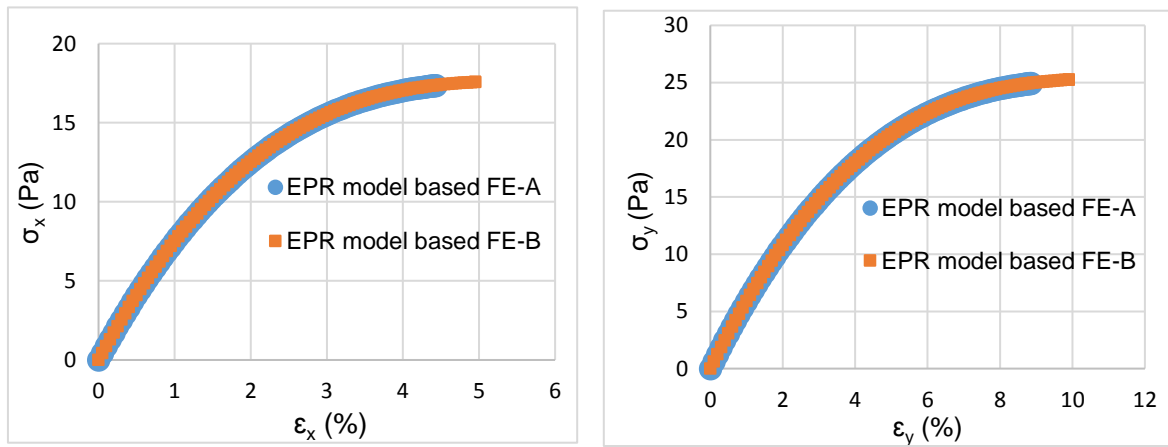 20
15
10
5
0
σx (Pa)
EPR model based FE-A
EPR model based FE-B
0 1 2 3 4 5 6
εx (%)
30
25
20
15
10
5
0
σy (Pa)
EPR model based FE-A
EPR model based FE-B
0 2 4 6 8 10 12
εy (%)